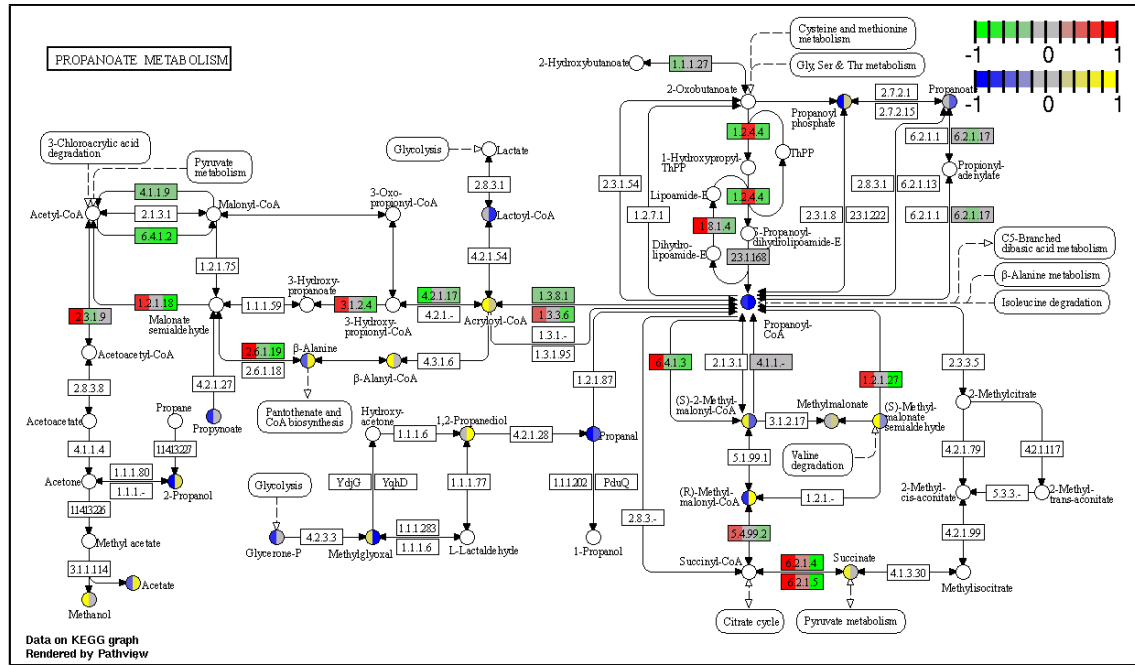 PROPANOATE METABOLISM
Cysteine and methionine
metabolism
Gly, Ser & Thr metabolism
2-Hydroxybutanoate
1.1.1.27
2-Oxobutanoate
-1
0
1
-1
0
1
Propanoyl
phosphate
2.7.2.1
2.7.2.15
Propanoate
6.2.1.1
6.2.1.17
Propionyl-
adenylate
6.2.1.1
6.2.1.17
2.8.3.1
6.2.1.13
2.3.1.8
2.3.1.222
2.3.1.54
1.2.7.1
1.2.4.4
1-Hydroxypropyl-
ThPP
ThPP
Lipoamide-E
1.2.4.4
1.8.1.4
S-Propanoyl-
dihydrolipoamide-E
Dihydro-
lipoamide-E
2.3.1.168
C5-Branched
dibasic acid metabolism
β-Alanine metabolism
Isoleucine degradation
Propanoyl-CoA
3-Chloroacrylic acid
degradation
Pyruvate
metabolism
Glycolysis
Lactate
2.8.3.1
Lactoyl-CoA
4.2.1.54
Acetyl-CoA
4.1.1.9
2.1.3.1
6.4.1.2
Malonyl-CoA
3-Oxo-
propionyl-CoA
1.2.1.75
3-Hydroxy-
propanoate
1.2.1.18
1.1.1.59
3.1.2.4
4.2.1.17
4.2.1.-
Acryloyl-CoA
1.3.8.1
1.3.3.6
1.3.1.-
1.3.1.95
Malonate
semialdehyde
3-Hydroxy-
propionyl-CoA
2.3.1.9
Acetoacetyl-CoA
2.6.1.19
2.6.1.18
β-Alanine
β-Alanyl-CoA
4.3.1.6
Pantothenate and
CoA biosynthesis
4.2.1.27
Propynoate
2.8.3.8
Acetoacetate
4.1.1.4
Acetone
Propane
1.14.13.227
1.1.1.80
1.1.1.-
2-Propanol
1.14.13.226
Methyl acetate
3.1.1.114
Acetate
Methanol
Hydroxy-
acetone
1.1.1.6
1,2-Propanediol
4.2.1.28
Propanal
1.2.1.87
Glycolysis
YdjG
YqhD
1.1.1.77
1.1.1.202
PduQ
Glycerone-P
4.2.3.3
Methylglyoxal
1.1.1.283
1.1.1.6
L-Lactaldehyde
1-Propanol
6.4.1.3
2.1.3.1
4.1.1.-
1.2.1.27
2.3.3.5
(S)-2-Methyl-
malonyl-CoA
Methylmalonate
3.1.2.17
(S)-Methyl-
malonate
semialdehyde
2-Methylcitrate
Valine
degradation
5.1.99.1
4.2.1.79
4.2.1.117
(R)-Methyl-
malonyl-CoA
1.2.1.-
2-Methyl-
cis-aconitate
5.3.3.-
2-Methyl-
trans-aconitate
2.8.3.-
5.4.99.2
4.2.1.99
Succinyl-CoA
6.2.1.4
6.2.1.5
Succinate
4.1.3.30
Methylisocitrate
Citrate cycle
Pyruvate metabolism
Data on KEGG graph
Rendered by Pathview